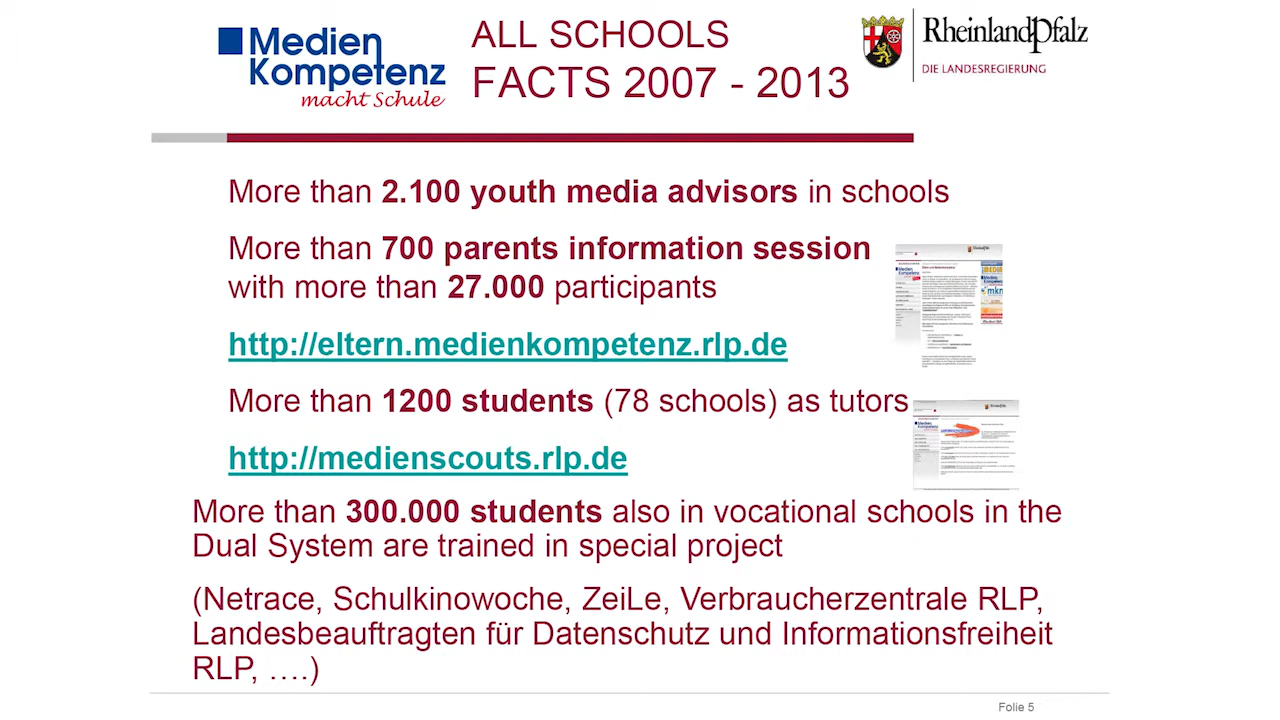 Medien
Kompetenz
macht Schule
ALL SCHOOLS
FACTS 2007 - 2013
RheinlandPfalz
DIE LANDESREGIERUNG
More than 2.100 youth media advisors in schools
More than 700 parents information session
with more than 27.000 participants
http://eltern.medienkompetenz.rlp.de
More than 1200 students (78 schools) as tutors
http://medienscouts.rlp.de
More than 300.000 students also in vocational schools in the
Dual System are trained in special project
(Netrace, Schulkinowoche, ZeiLe, Verbraucherzentrale RLP,
Landesbeauftragten für Datenschutz und Informationsfreiheit
RLP, ….)
Folie 5